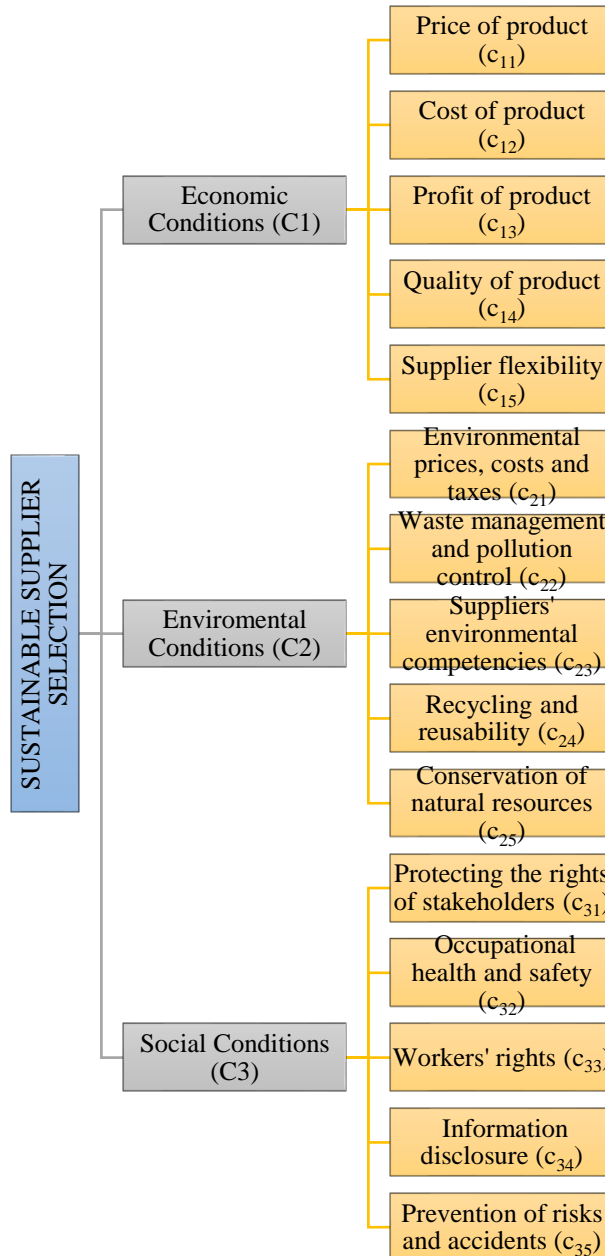 SUSTAINABLE SUPPLIER
SELECTION
Economic
Conditions (C1)
Price of product
(c₁₁)
Cost of product
(c₁₂)
Profit of product
(c₁₃)
Quality of product
(c₁₄)
Supplier flexibility
(c₁₅)
Enviromental
Conditions (C2)
Environmental
prices, costs and
taxes (c₂₁)
Waste management
and pollution
control (c₂₂)
Suppliers'
environmental
competencies (c₂₃)
Recycling and
reusability (c₂₄)
Conservation of
natural resources
(c₂₅)
Social Conditions
(C3)
Protecting the rights
of stakeholders (c₃₁)
Occupational
health and safety
(c₃₂)
Workers' rights (c₃₃)
Information
disclosure (c₃₄)
Prevention of risks
and accidents (c₃₅)